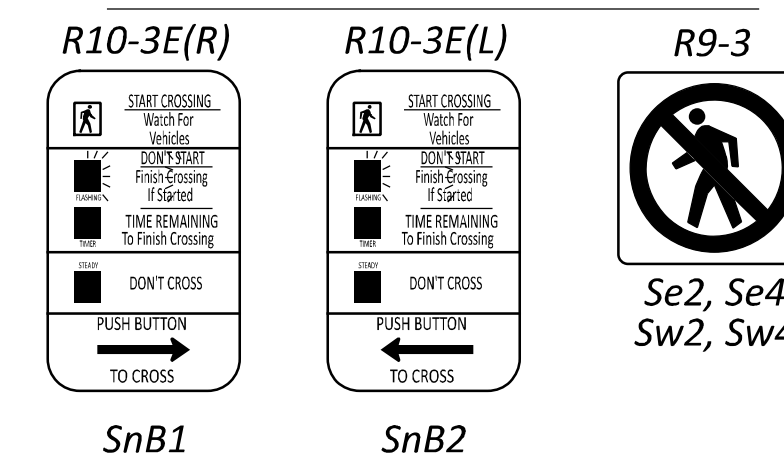 R10-3E(R)
START CROSSING
Watch For
Vehicles
DON'T START
Finish Crossing
If Started
FLASHING
TIME REMAINING
To Finish Crossing
TIMER
STEADY
DON'T CROSS
PUSH BUTTON
TO CROSS
SnB1
R10-3E(L)
START CROSSING
Watch For
Vehicles
DON'T START
Finish Crossing
If Started
FLASHING
TIME REMAINING
To Finish Crossing
TIMER
STEADY
DON'T CROSS
PUSH BUTTON
TO CROSS
SnB2
R9-3
Se2, Se4
Sw2, Sw4